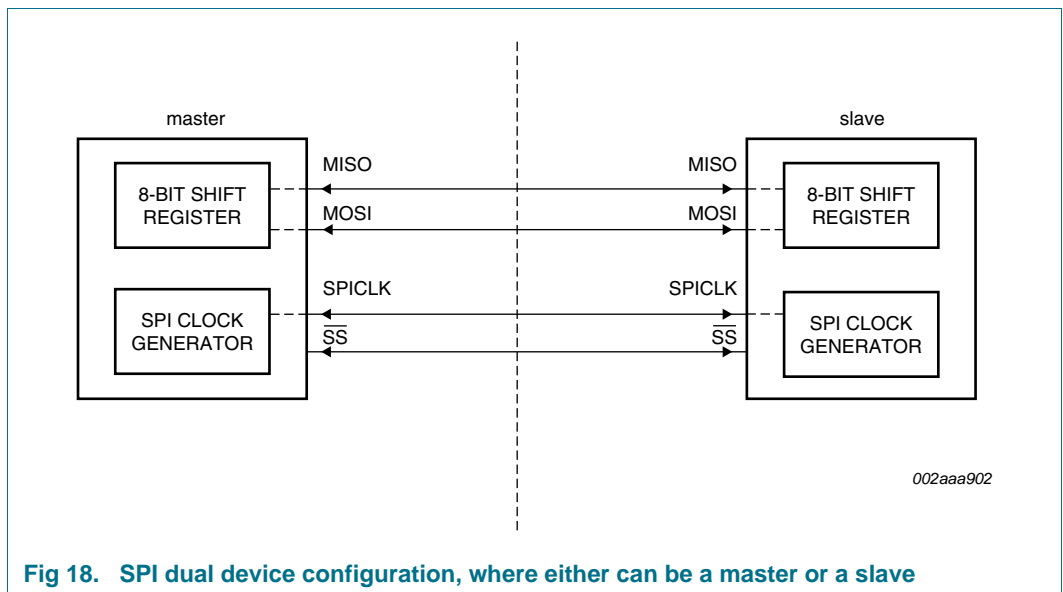 master
slave
MISO
MISO
8-BIT SHIFT
REGISTER
8-BIT SHIFT
REGISTER
MOSI
MOSI
SPICLK
SPICLK
SPI CLOCK
GENERATOR
SPI CLOCK
GENERATOR
SS
SS
002aaa902
Fig 18. SPI dual device configuration, where either can be a master or a slave